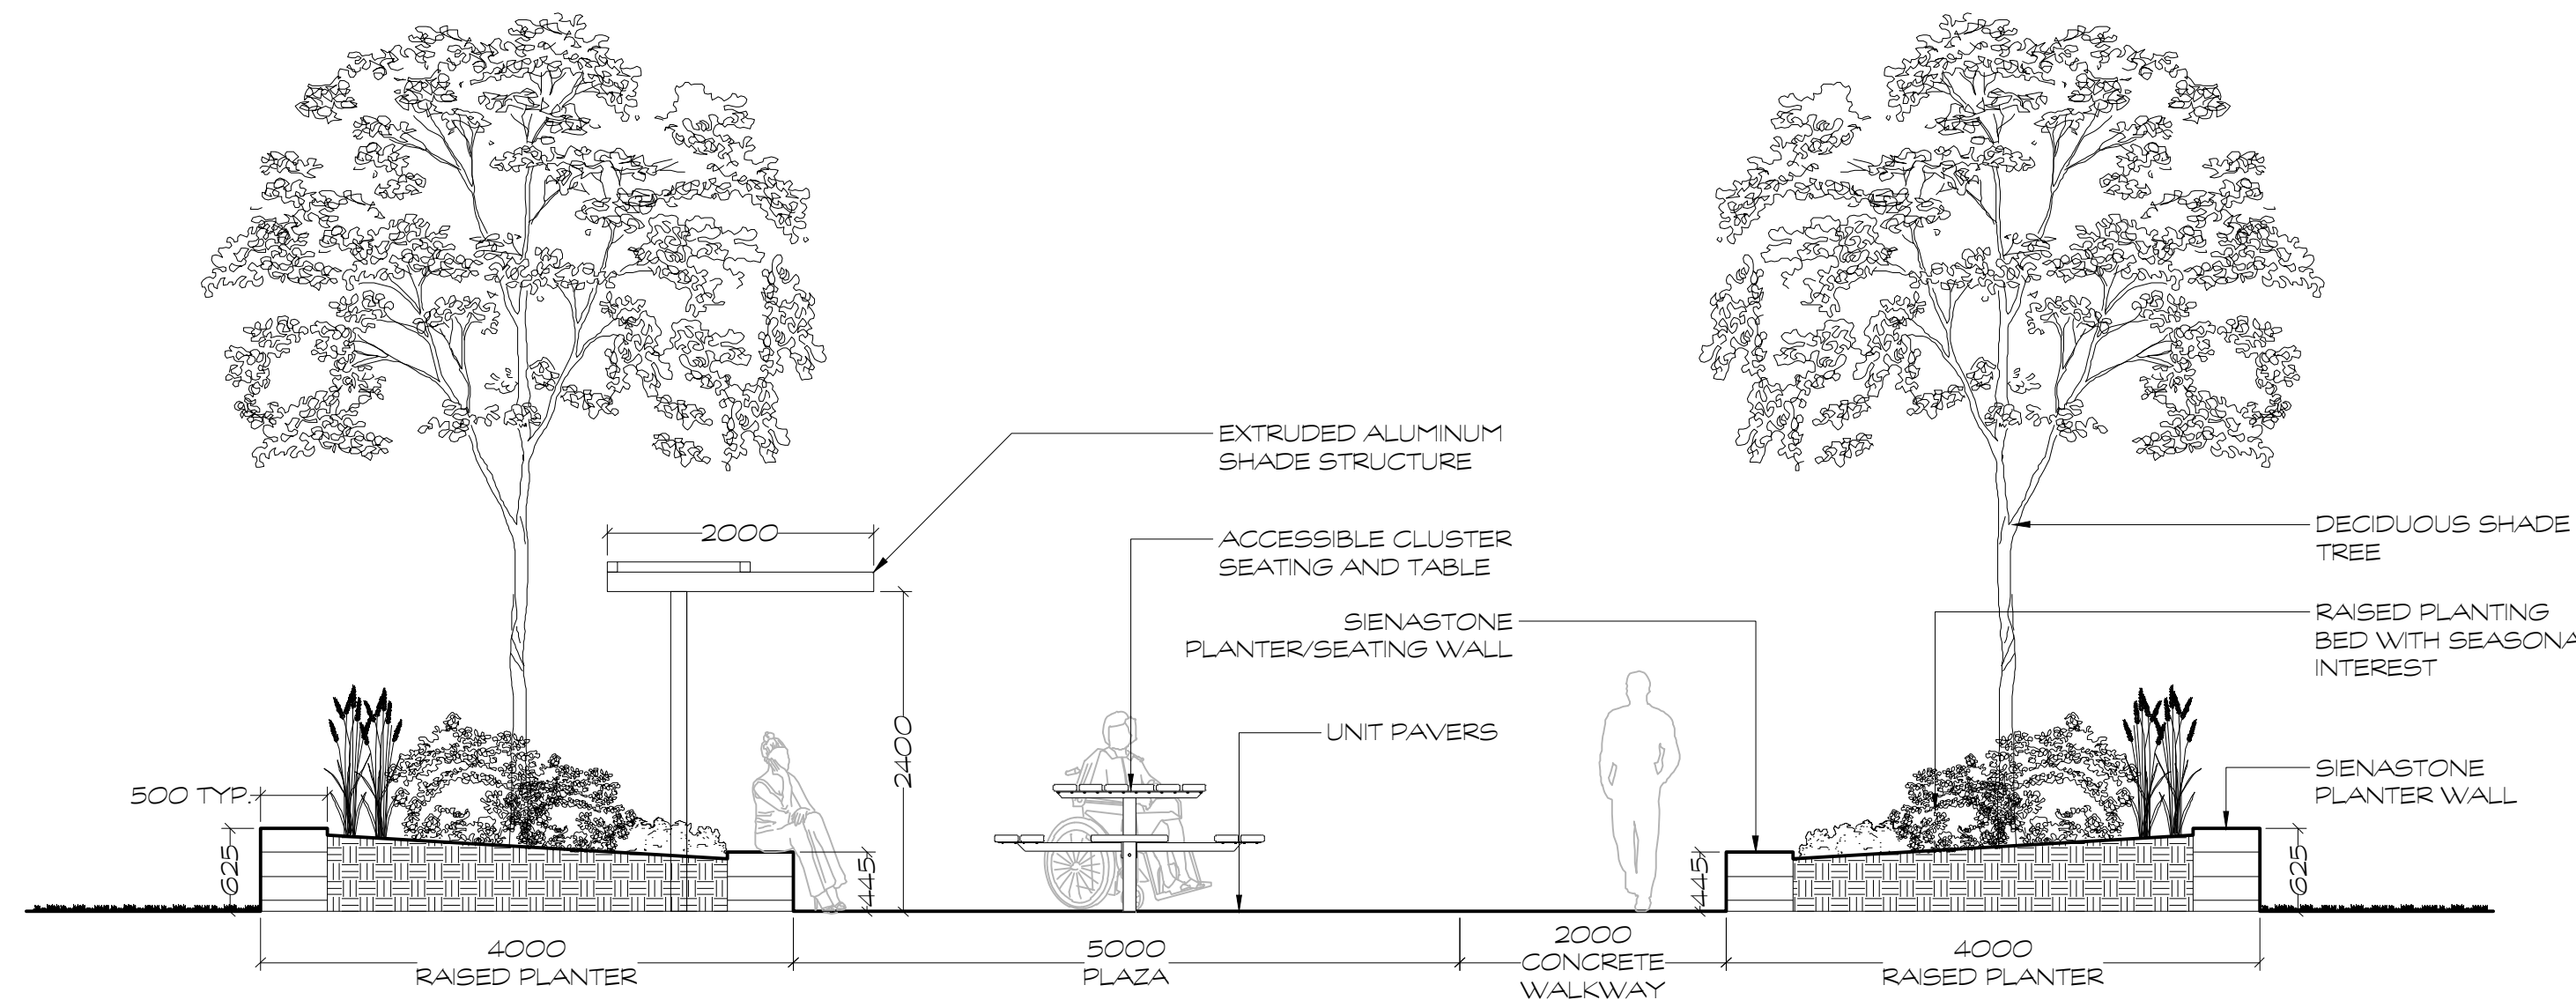 EXTRUDED ALUMINUM
SHADE STRUCTURE
2000
ACCESSIBLE CLUSTER
SEATING AND TABLE
DECIDUOUS SHADE
TREE
SIENASTONE
PLANTER/SEATING WALL
RAISED PLANTING
BED WITH SEASONA
INTEREST
UNIT PAVERS
2400
SIENASTONE
PLANTER WALL
500 TYP.
625
445
445
625
4000
RAISED PLANTER
5000
PLAZA
2000
CONCRETE
WALKWAY
4000
RAISED PLANTER